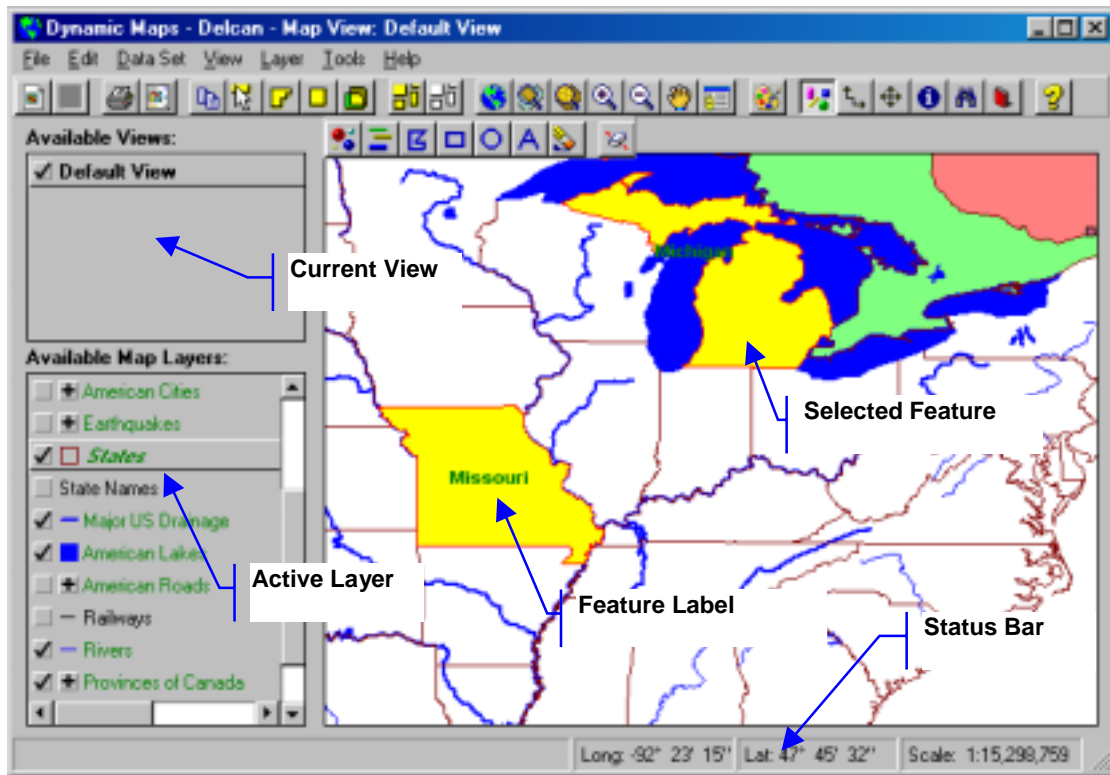 Dynamic Maps - Delcan - Map View: Default View
File Edit Data Set View Layer Tools Help
Available Views:
Default View
Current View
Available Map Layers:
American Cities
Earthquakes
States
State Names
Major US Drainage
American Lakes
American Roads
Railways
Rivers
Provinces of Canada
Active Layer
A
Michigan
Selected Feature
Missouri
Feature Label
Status Bar
Long: -92° 23' 15" Lat: 47° 45' 32" Scale: 1:15,298,759